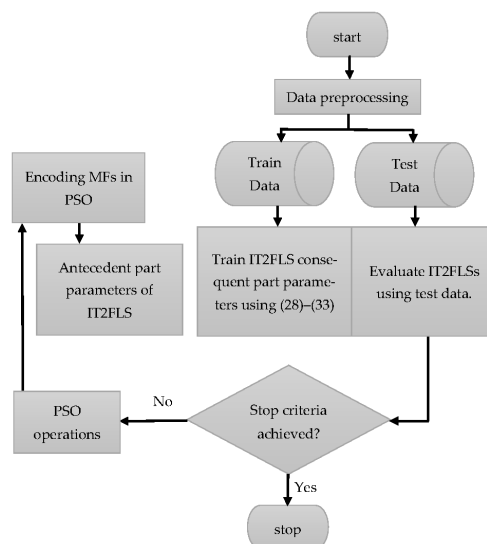 start
Data preprocessing
Train
Data
Test
Data
Encoding MFs in
PSO
Antecedent part
parameters of
IT2FLS
Train IT2FLS conse-
quent part parame-
ters using (28)–(33)
Evaluate IT2FLSs
using test data.
Stop criteria
achieved?
No
PSO
operations
Yes
stop